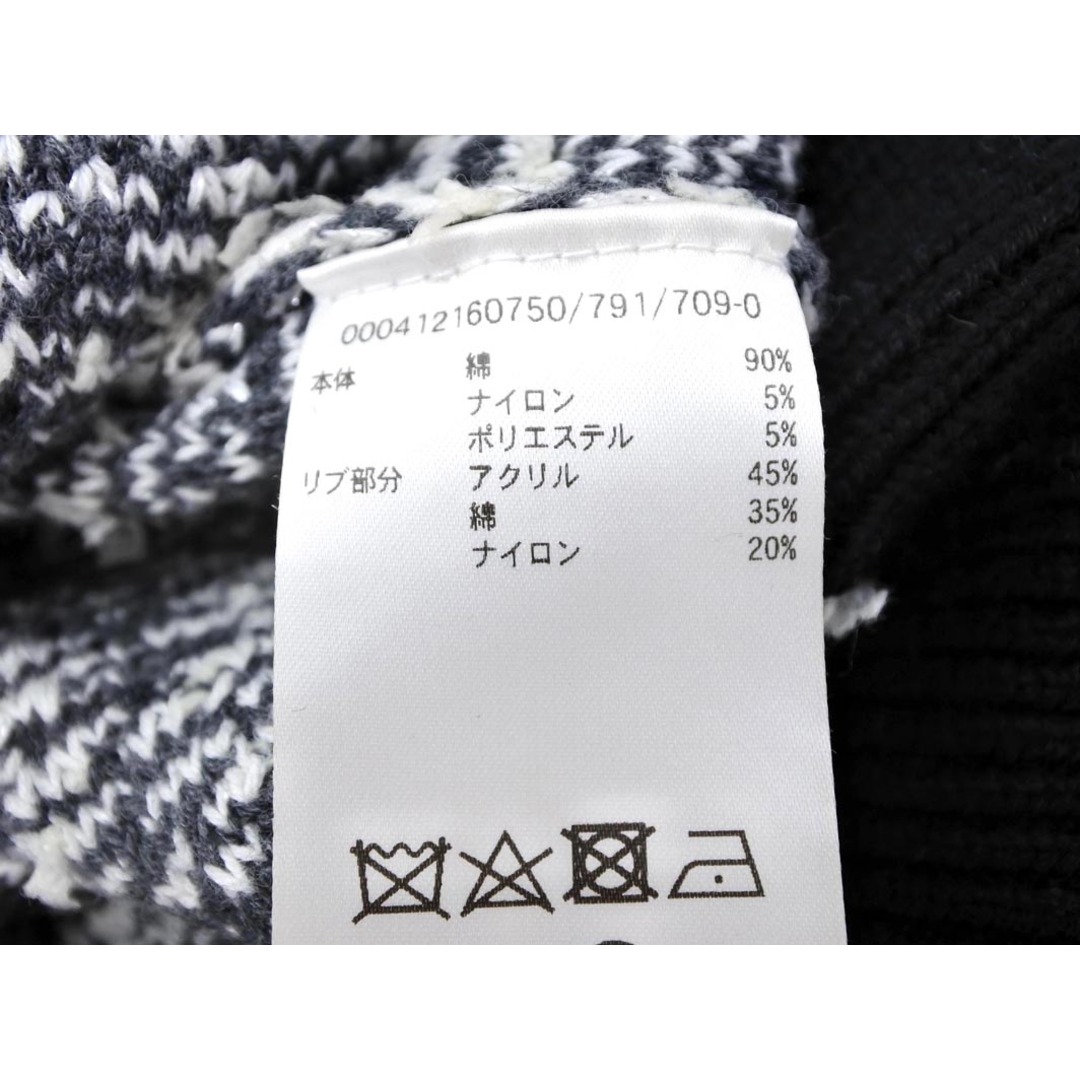 000412160750/791/709-0
本体 綿 90%
ナイロン 5%
ポリエステル 5%
リブ部分 アクリル 45%
綿 35%
ナイロン 20%